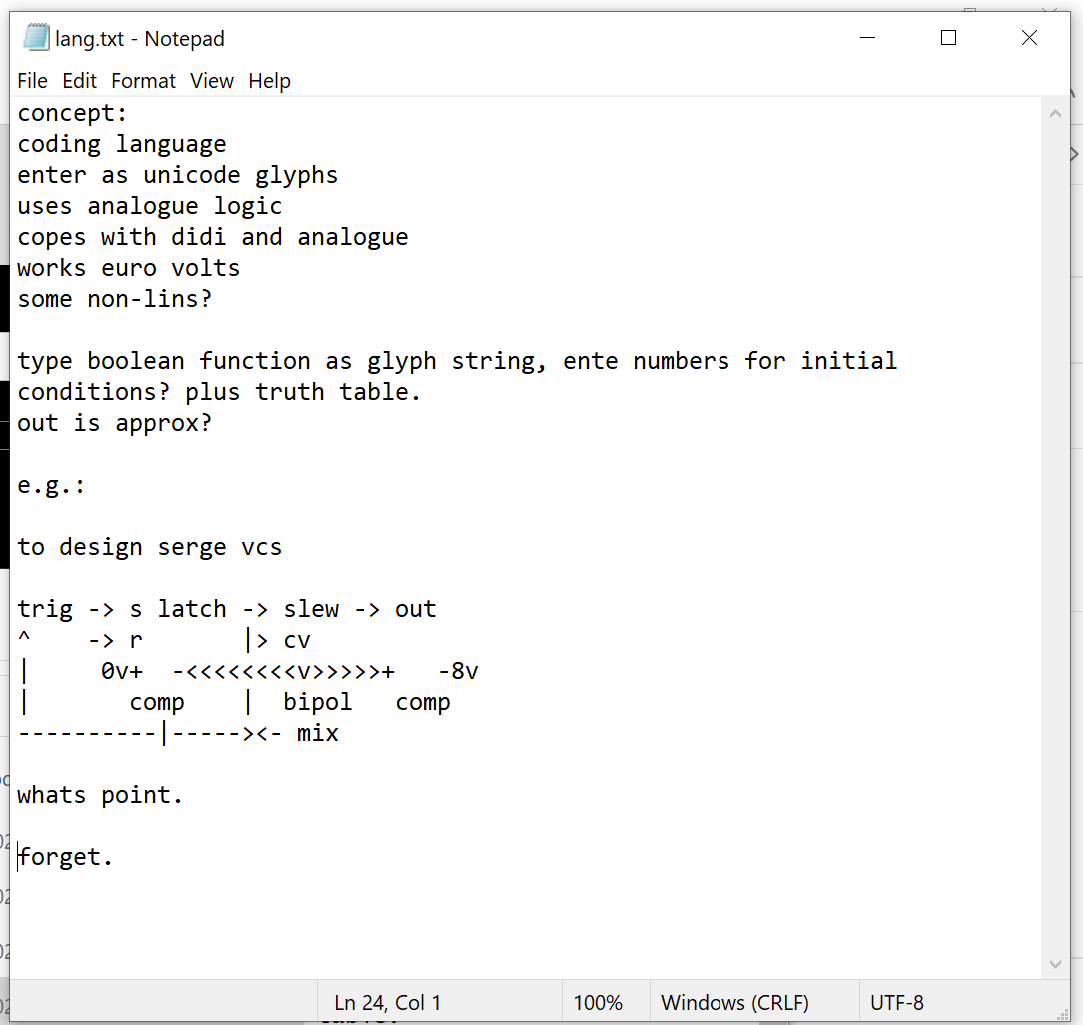 lang.txt - Notepad
File Edit Format View Help
concept:
coding language
enter as unicode glyphs
uses analogue logic
copes with didi and analogue
works euro volts
some non-lins?
type boolean function as glyph string, ente numbers for initial
conditions? plus truth table.
out is approx?
e.g.:
to design serge vcs
trig -> s latch -> slew -> out
^    -> r       |> cv
|     0v+  -<<<<<<<<v>>>>>+   -8v
|       comp    |  bipol   comp
----------|-----><- mix
whats point.
forget.
Ln 24, Col 1
100%
Windows (CRLF)
UTF-8